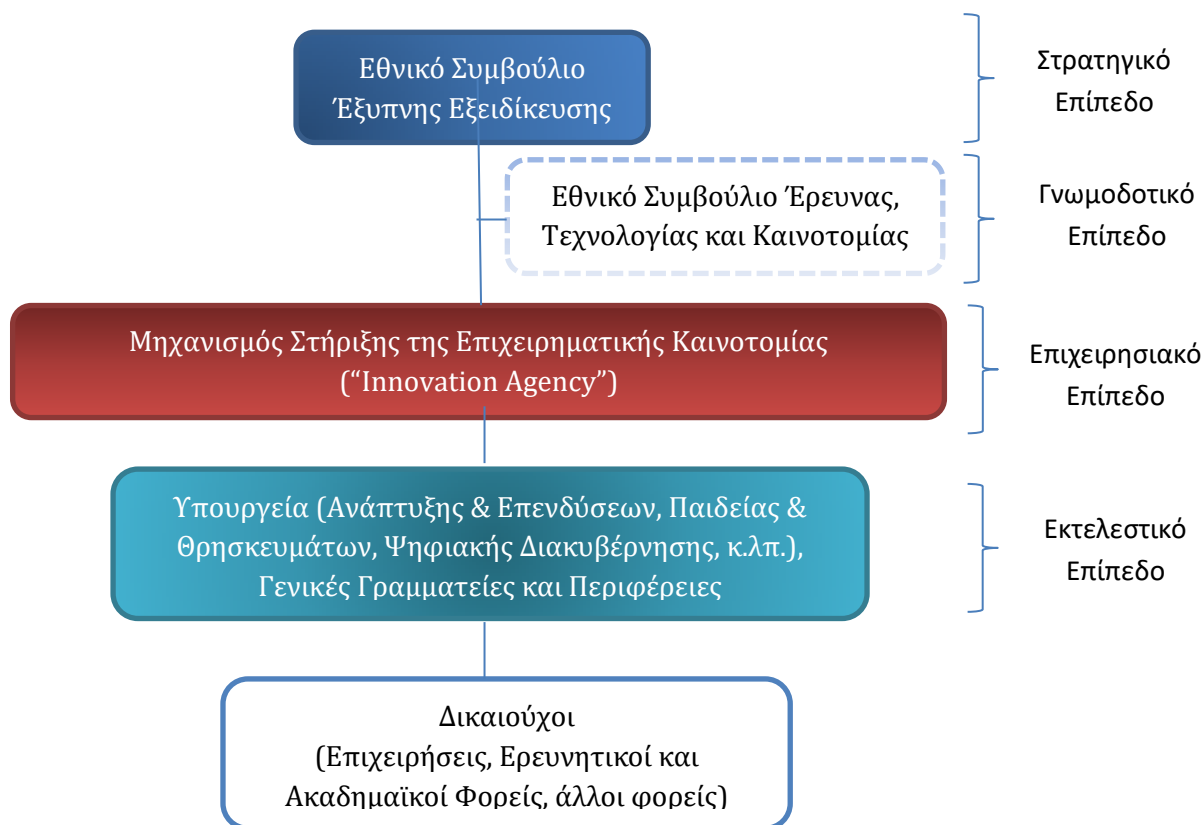 Εθνικό Συμβούλιο
Έξυπνης Εξειδίκευσης
Στρατηγικό
Επίπεδο
Εθνικό Συμβούλιο Έρευνας,
Τεχνολογίας και Καινοτομίας
Γνωμοδοτικό
Επίπεδο
Μηχανισμός Στήριξης της Επιχειρηματικής Καινοτομίας
(“Innovation Agency”)
Επιχειρησιακό
Επίπεδο
Υπουργεία (Ανάπτυξης & Επενδύσεων, Παιδείας &
Θρησκευμάτων, Ψηφιακής Διακυβέρνησης, κ.λπ.),
Γενικές Γραμματείες και Περιφέρειες
Εκτελεστικό
Επίπεδο
Δικαιούχοι
(Επιχειρήσεις, Ερευνητικοί και
Ακαδημαϊκοί Φορείς, άλλοι φορείς)